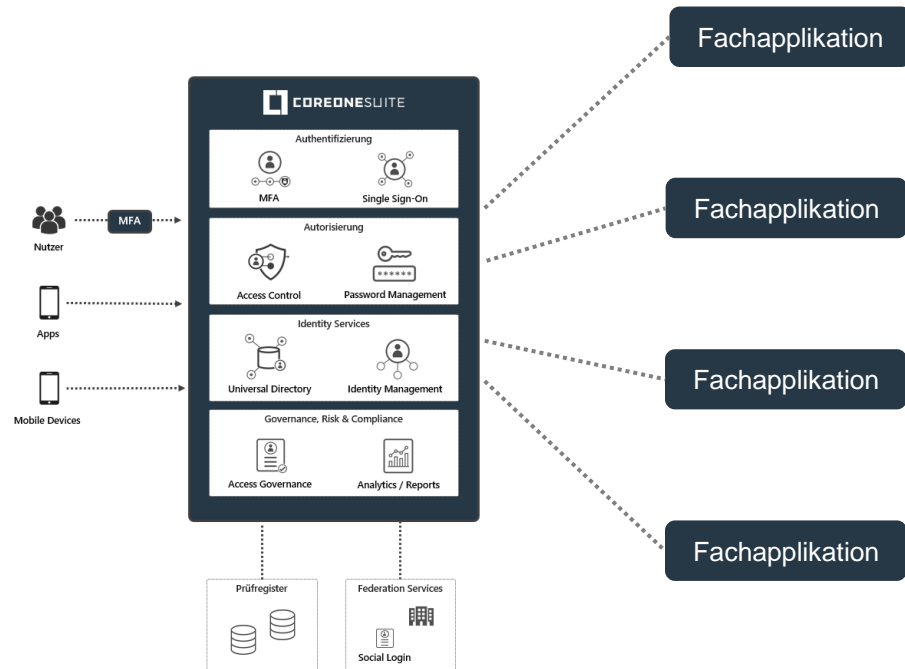 Fachapplikation
COREONESUITE
Authentifizierung
MFA
Single Sign-On
Nutzer
MFA
Autorisierung
Access Control
Password Management
******
Fachapplikation
Apps
Identity Services
Universal Directory
Identity Management
Fachapplikation
Mobile Devices
Governance, Risk & Compliance
Access Governance
Analytics / Reports
Fachapplikation
Prüfregister
Federation Services
Social Login